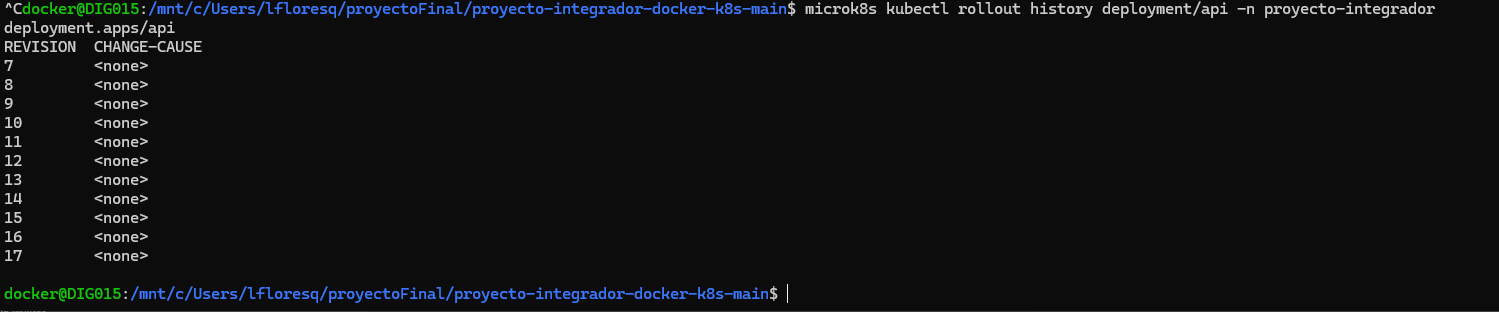 ^Cdocker@DIG015:/mnt/c/Users/lfloresq/proyectoFinal/proyecto-integrador-docker-k8s-main$ microk8s kubectl rollout history deployment/api -n proyecto-integrador
deployment.apps/api
REVISION  CHANGE-CAUSE
7         <none>
8         <none>
9         <none>
10        <none>
11        <none>
12        <none>
13        <none>
14        <none>
15        <none>
16        <none>
17        <none>
docker@DIG015:/mnt/c/Users/lfloresq/proyectoFinal/proyecto-integrador-docker-k8s-main$